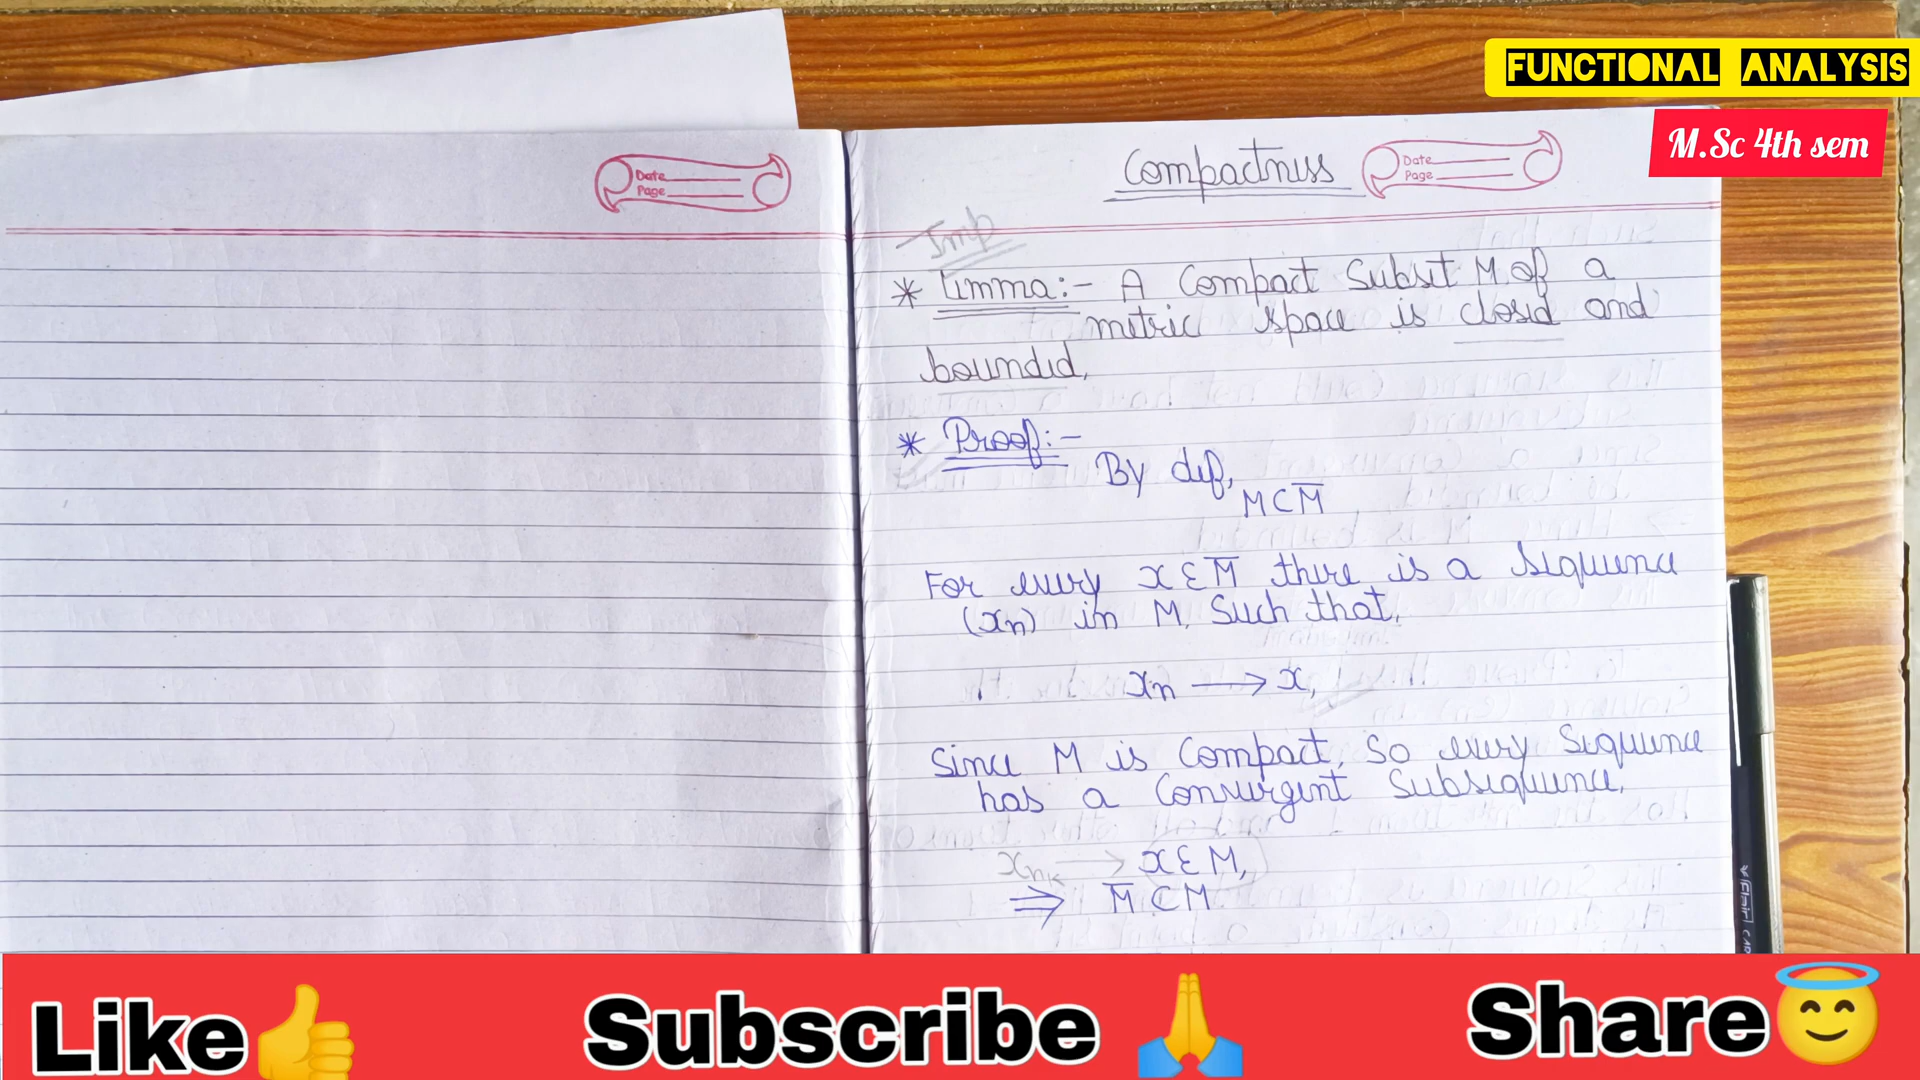 FUNCTIONAL ANALYSIS
M.Sc 4th sem
Date
Page
Compactness
Date
Page
Imp
* Lemma:- A Compact Subset M of a
metric space is closed and
bounded.
* Proof:-
By def,
M ⊂ M̅
For every x ∈ M̅ there is a sequence
(xn) in M. Such that,
xn ⟶ x,
Since M is Compact, So every Sequence
has a Convergent Subsequence.
xnₖ ⟶ x ∈ M,
⇒ M̅ ⊂ M
Flair
Like👍
Subscribe 🙏
Share😇